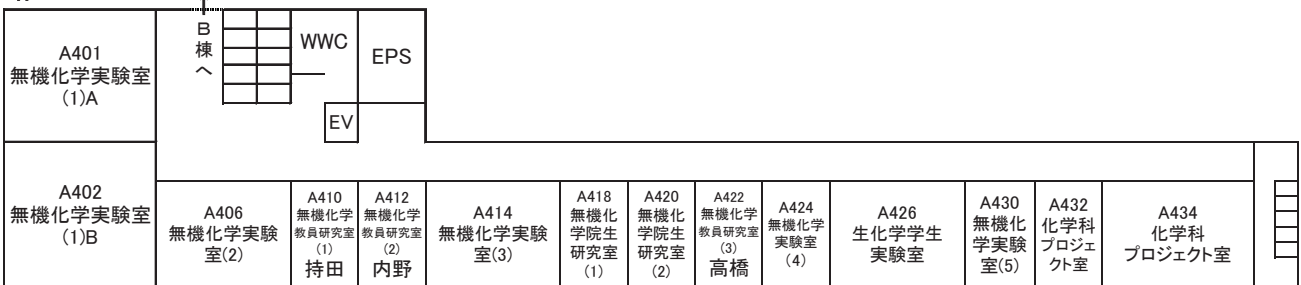 A401
無機化学実験室
(1)A
B
棟
へ
WWC
EPS
EV
A402
無機化学実験室
(1)B
A406
無機化学実験
室(2)
A410
無機化学
教員研究室
(1)
持田
A412
無機化学
教員研究室
(2)
内野
A414
無機化学実験
室(3)
A418
無機化
学院生
研究室
(1)
A420
無機化
学院生
研究室
(2)
A422
無機化学
教員研究室
(3)
高橋
A424
無機化学
実験室
(4)
A426
生化学学生
実験室
A430
無機化
学実験
室(5)
A432
化学科
プロジェ
クト室
A434
化学科
プロジェクト室